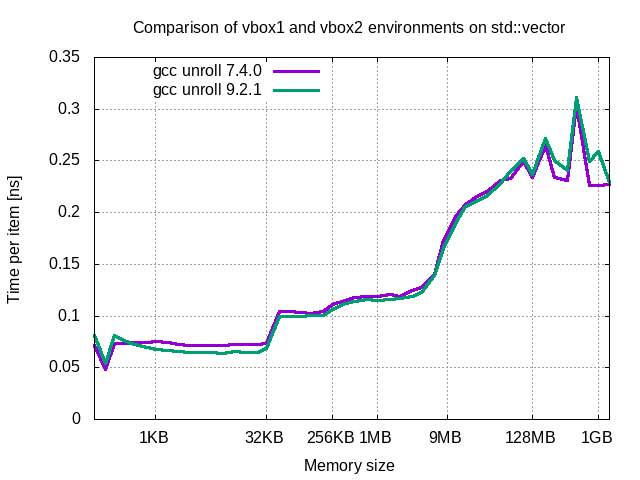 Comparison of vbox1 and vbox2 environments on std::vector
gcc unroll 7.4.0
gcc unroll 9.2.1
Time per item [ns]
0.35
0.3
0.25
0.2
0.15
0.1
0.05
0
1KB 32KB 256KB 1MB 9MB 128MB 1GB
Memory size